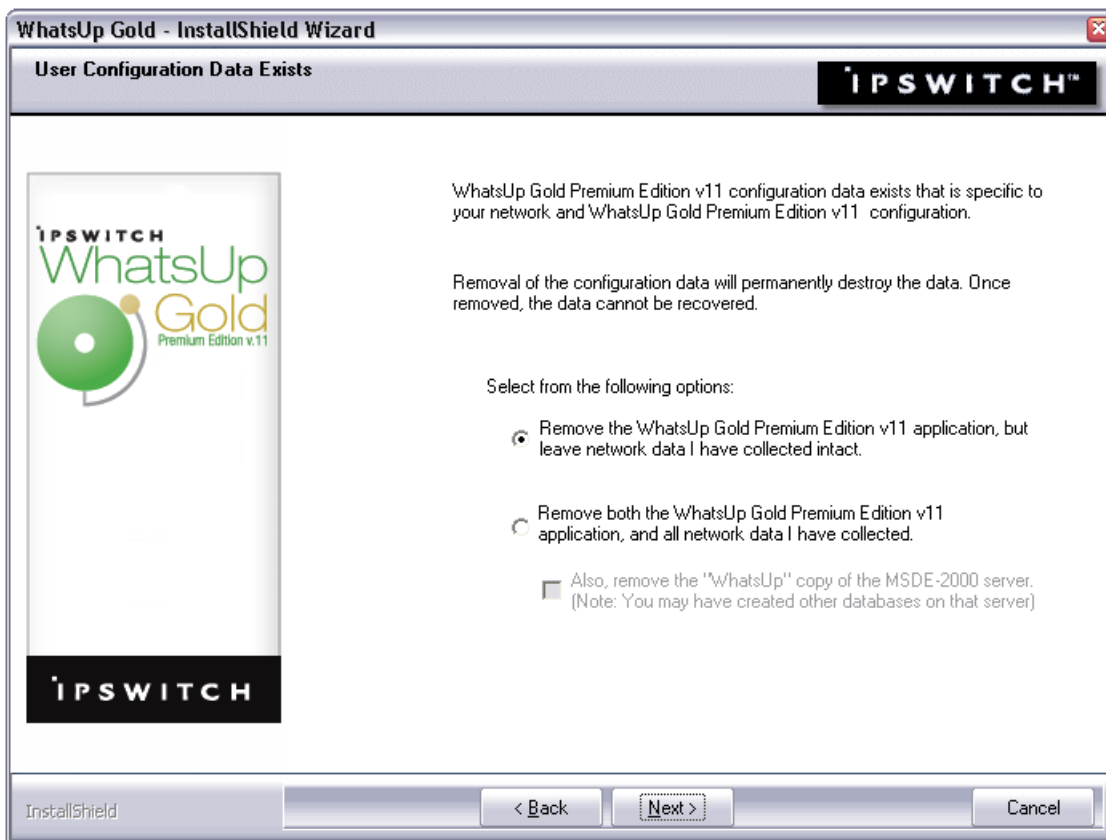 WhatsUp Gold - InstallShield Wizard
User Configuration Data Exists
IPSWITCH™
IPSWITCH
WhatsUp
Gold
Premium Edition v.11
IPSWITCH
WhatsUp Gold Premium Edition v11 configuration data exists that is specific to
your network and WhatsUp Gold Premium Edition v11 configuration.
Removal of the configuration data will permanently destroy the data. Once
removed, the data cannot be recovered.
Select from the following options:
Remove the WhatsUp Gold Premium Edition v11 application, but
leave network data I have collected intact.
Remove both the WhatsUp Gold Premium Edition v11
application, and all network data I have collected.
Also, remove the "WhatsUp" copy of the MSDE-2000 server.
(Note: You may have created other databases on that server)
InstallShield
< Back
Next >
Cancel